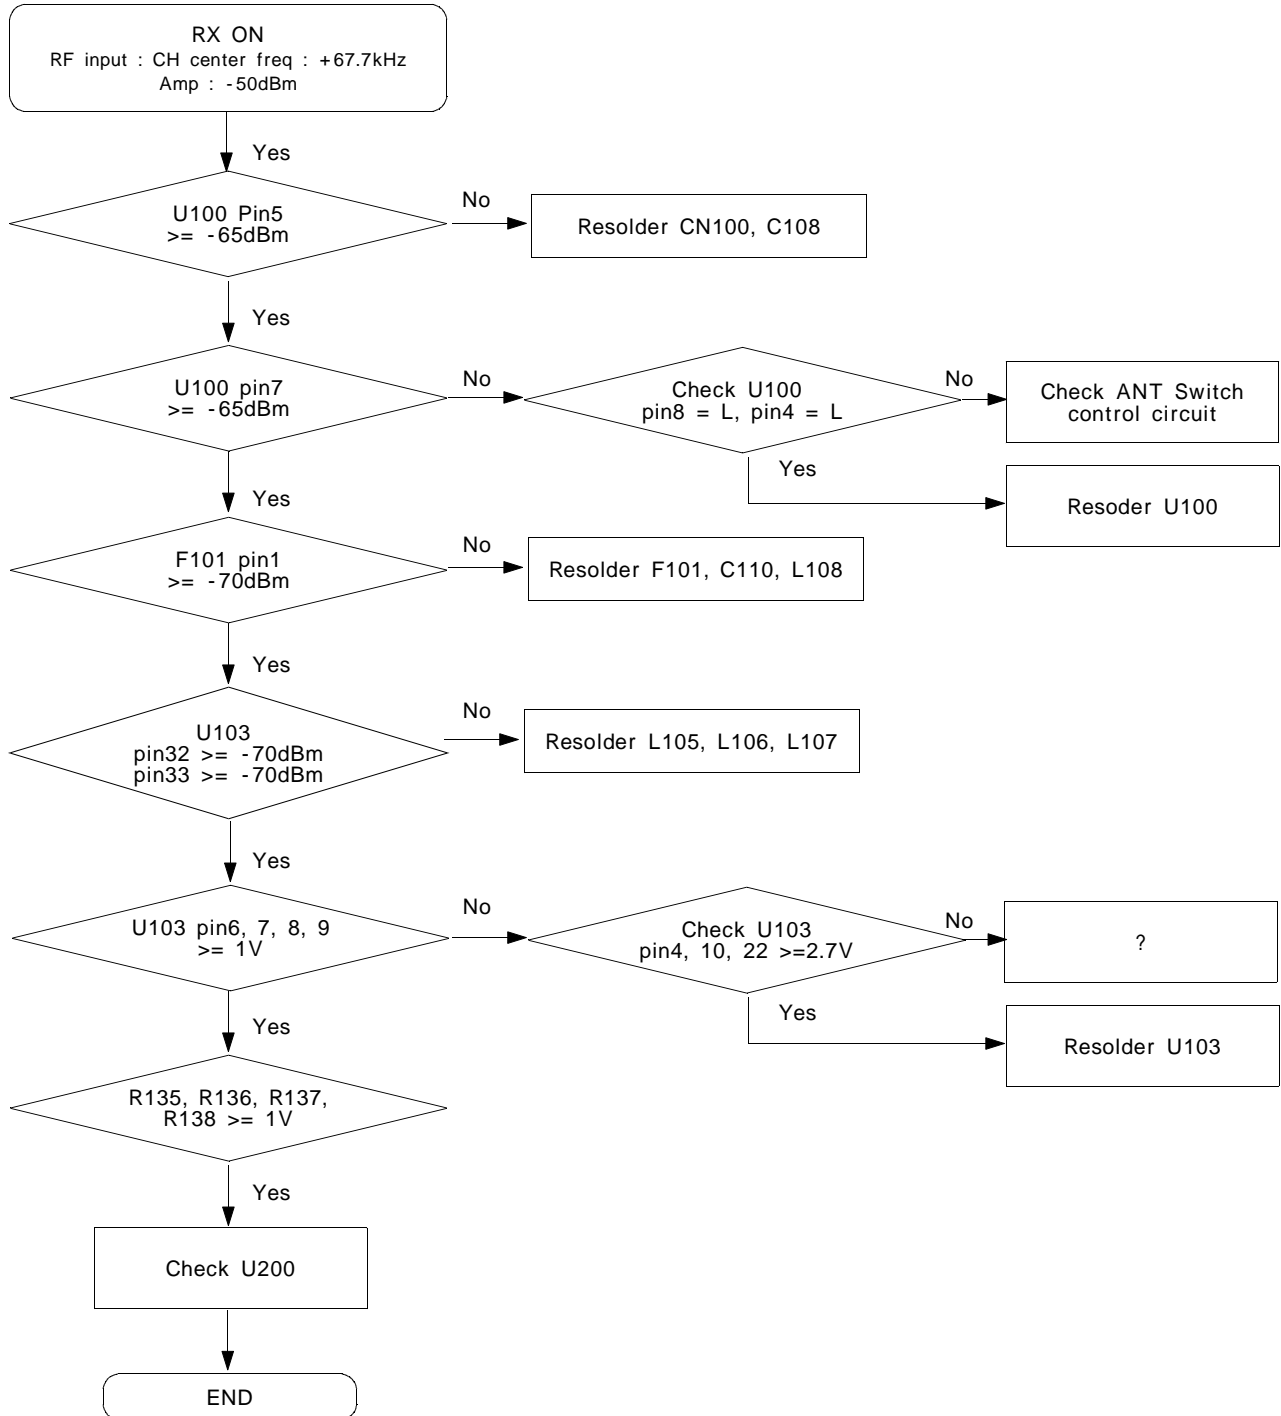 RX ON
RF input : CH center freq : +67.7kHz
Amp : -50dBm
Yes
U100 Pin5
>= -65dBm
No
Resolder CN100, C108
Yes
U100 pin7
>= -65dBm
No
Check U100
pin8 = L, pin4 = L
No
Check ANT Switch
control circuit
Yes
Resoder U100
Yes
F101 pin1
>= -70dBm
No
Resolder F101, C110, L108
Yes
U103
pin32 >= -70dBm
pin33 >= -70dBm
No
Resolder L105, L106, L107
Yes
U103 pin6, 7, 8, 9
>= 1V
No
Check U103
pin4, 10, 22 >=2.7V
No
?
Yes
Resolder U103
Yes
R135, R136, R137,
R138 >= 1V
Yes
Check U200
END